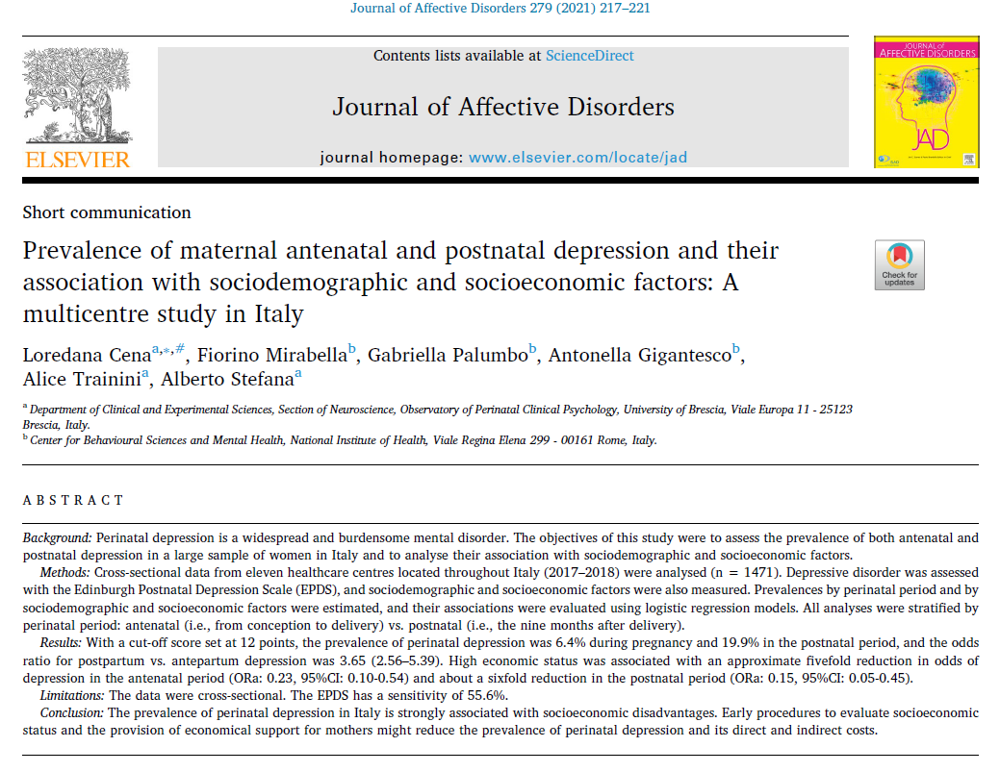 Journal of Affective Disorders 279 (2021) 217–221
Contents lists available at ScienceDirect
Journal of Affective Disorders
journal homepage: www.elsevier.com/locate/jad
ELSEVIER
JOURNAL of
AFFECTIVE DISORDERS
JAD
Short communication
Prevalence of maternal antenatal and postnatal depression and their
association with sociodemographic and socioeconomic factors: A
multicentre study in Italy
Check for
updates
Loredana Cena a,*,#, Fiorino Mirabella b, Gabriella Palumbo b, Antonella Gigantesco b,
Alice Trainini a, Alberto Stefana a
a Department of Clinical and Experimental Sciences, Section of Neuroscience, Observatory of Perinatal Clinical Psychology, University of Brescia, Viale Europa 11 - 25123
Brescia, Italy.
b Center for Behavioural Sciences and Mental Health, National Institute of Health, Viale Regina Elena 299 - 00161 Rome, Italy.
ABSTRACT
Background: Perinatal depression is a widespread and burdensome mental disorder. The objectives of this study were to assess the prevalence of both antenatal and
postnatal depression in a large sample of women in Italy and to analyse their association with sociodemographic and socioeconomic factors.
Methods: Cross-sectional data from eleven healthcare centres located throughout Italy (2017–2018) were analysed (n = 1471). Depressive disorder was assessed
with the Edinburgh Postnatal Depression Scale (EPDS), and sociodemographic and socioeconomic factors were also measured. Prevalences by perinatal period and by
sociodemographic and socioeconomic factors were estimated, and their associations were evaluated using logistic regression models. All analyses were stratified by
perinatal period: antenatal (i.e., from conception to delivery) vs. postnatal (i.e., the nine months after delivery).
Results: With a cut-off score set at 12 points, the prevalence of perinatal depression was 6.4% during pregnancy and 19.9% in the postnatal period, and the odds
ratio for postpartum vs. antepartum depression was 3.65 (2.56–5.39). High economic status was associated with an approximate fivefold reduction in odds of
depression in the antenatal period (ORa: 0.23, 95%CI: 0.10-0.54) and about a sixfold reduction in the postnatal period (ORa: 0.15, 95%CI: 0.05-0.45).
Limitations: The data were cross-sectional. The EPDS has a sensitivity of 55.6%.
Conclusion: The prevalence of perinatal depression in Italy is strongly associated with socioeconomic disadvantages. Early procedures to evaluate socioeconomic
status and the provision of economical support for mothers might reduce the prevalence of perinatal depression and its direct and indirect costs.